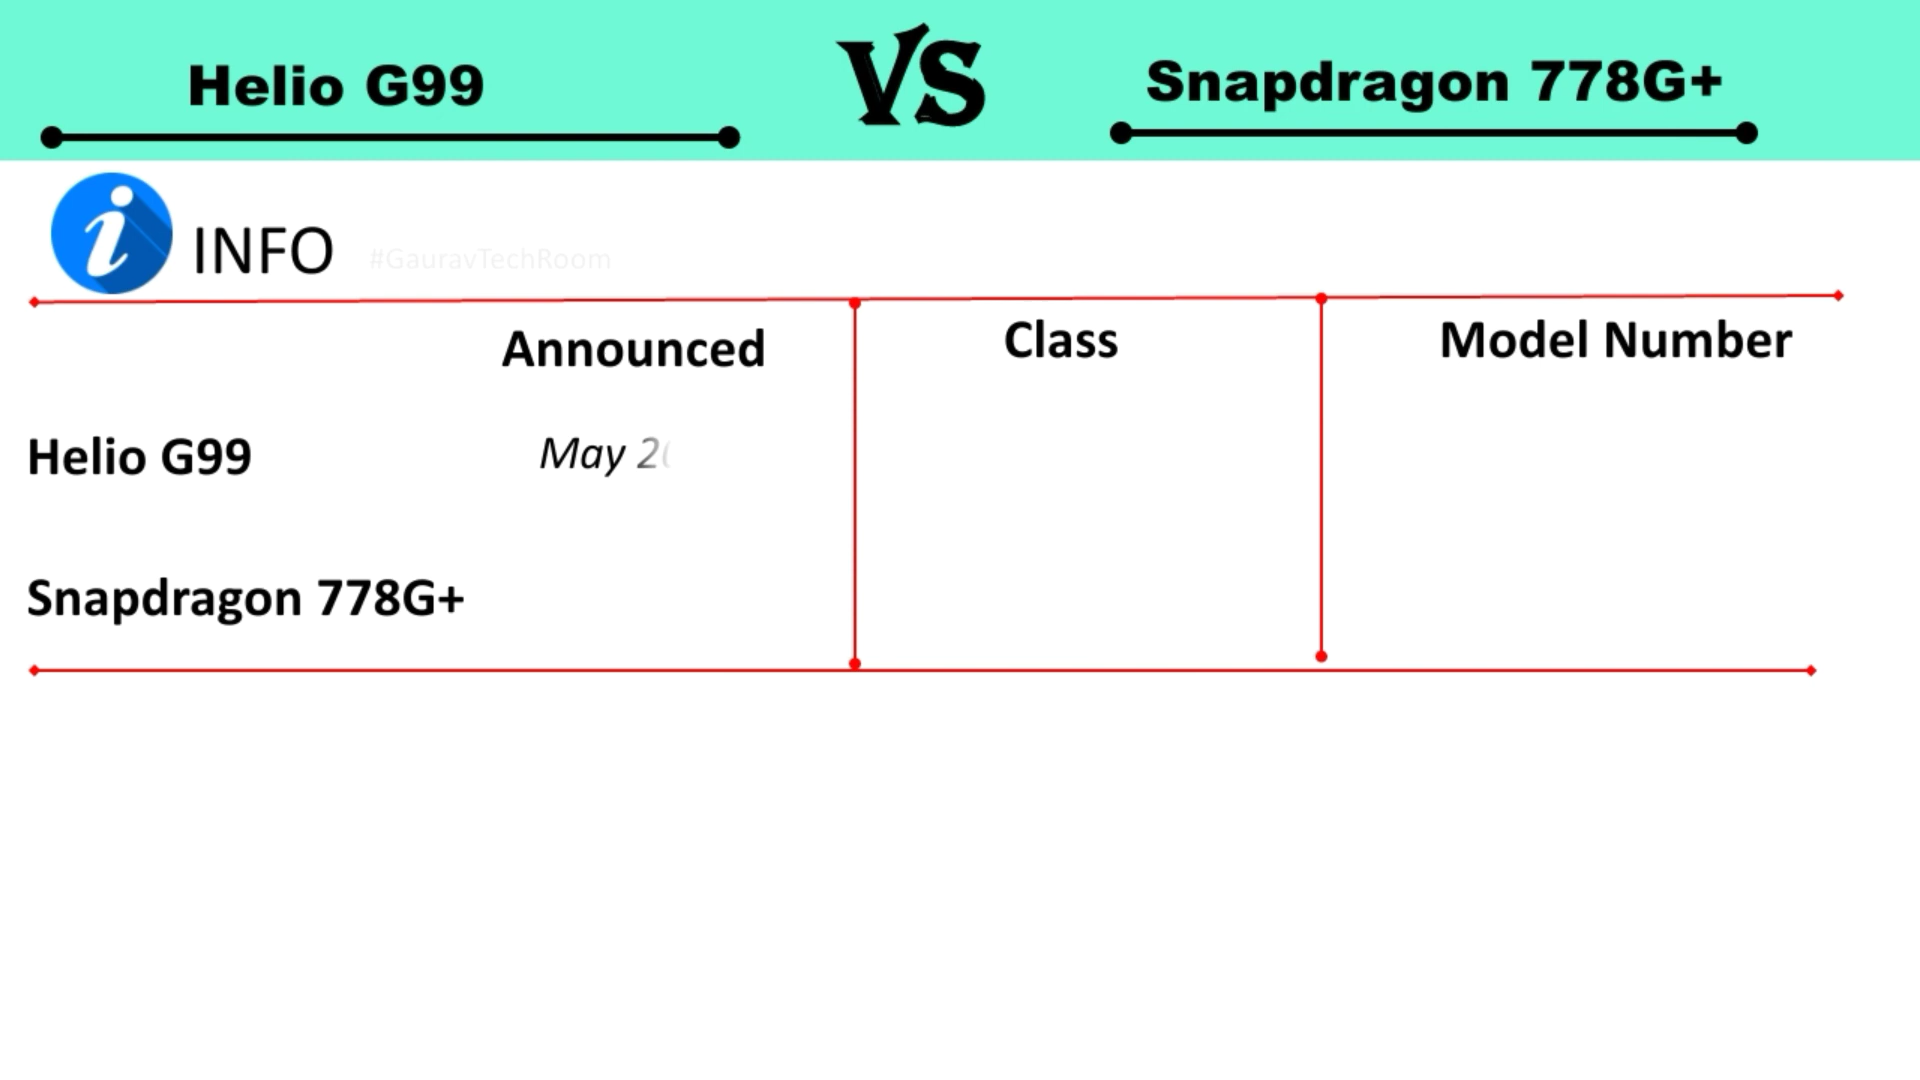 Helio G99 VS Snapdragon 778G+
INFO #GauravTechRoom
Announced Class Model Number
Helio G99 May
Snapdragon 778G+